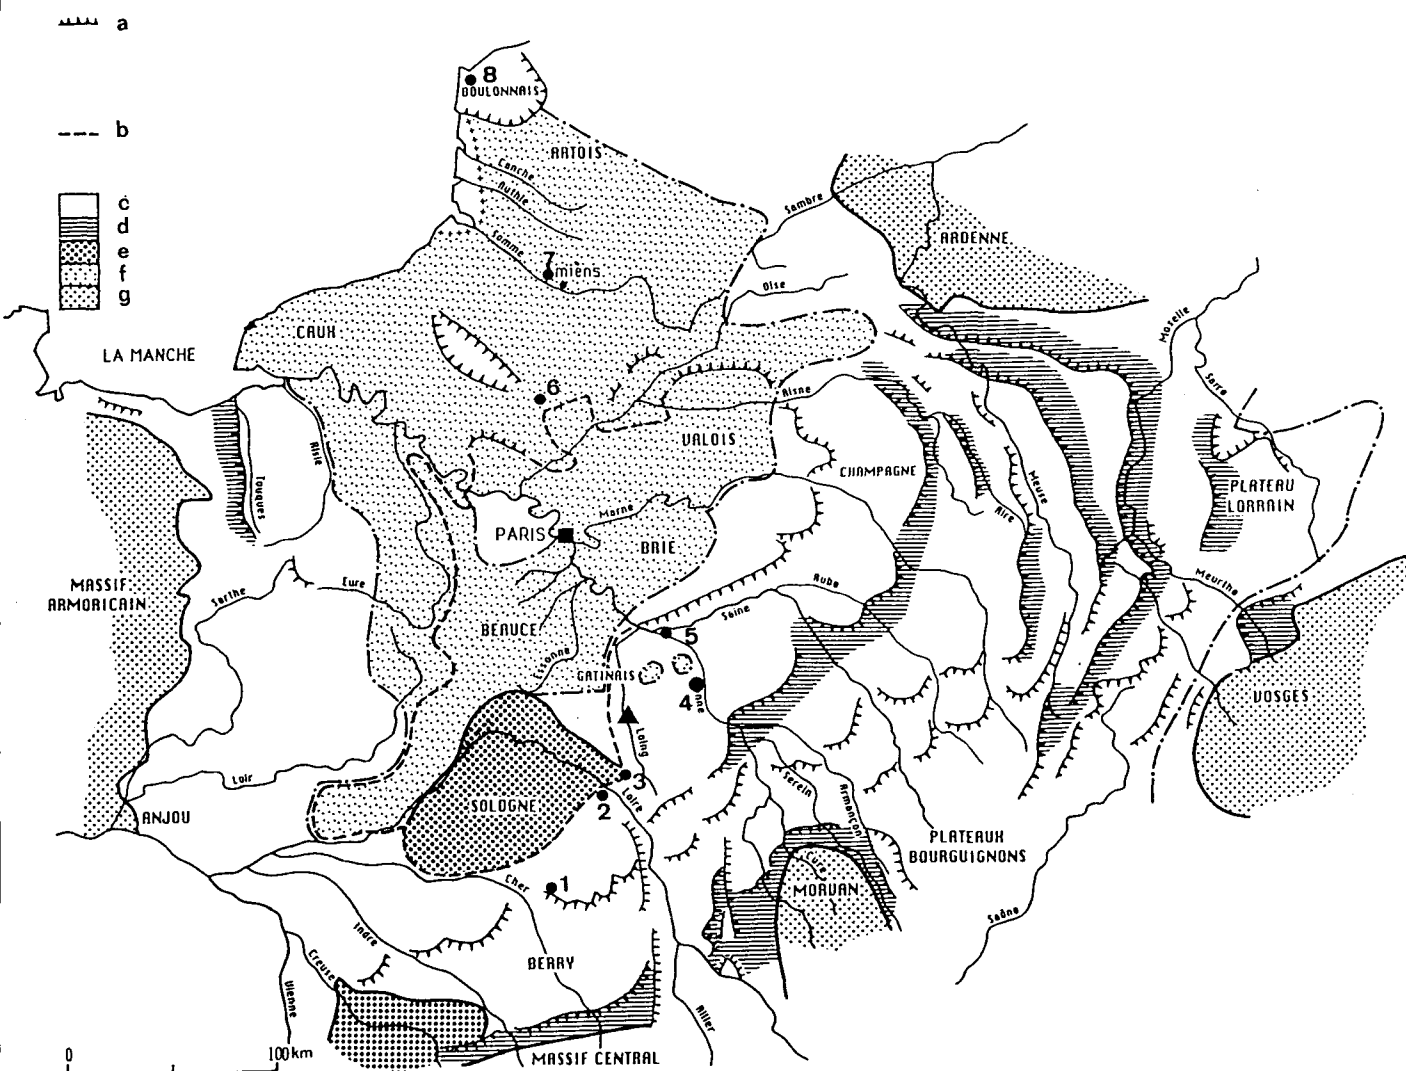 a
b
c
d
e
f
g
8
BOULONNAIS
ARTOIS
Canche
Authie
Sambre
ARDENNE
Somme
7
miens
Oise
Moselle
CAUX
LA MANCHE
6
Aisne
Sarre
VALOIS
CHAMPAGNE
Risle
Touques
Meuse
PLATEAU
LORRAIN
Marne
Aire
PARIS
BRIE
MASSIF
ARMORICAIN
Sarthe
Eure
Aube
Meurthe
Seine
BEAUCE
5
Essonne
GATINAIS
4
nne
VOSGES
Loing
Loir
3
SOLOGNE
2
Loire
Serein
Armançon
ANJOU
PLATEAUX
BOURGUIGNONS
Cure
Cher
1
MORVAN
Saône
Indre
Creuse
BERRY
Vienne
Allier
0
100km
MASSIF CENTRAL